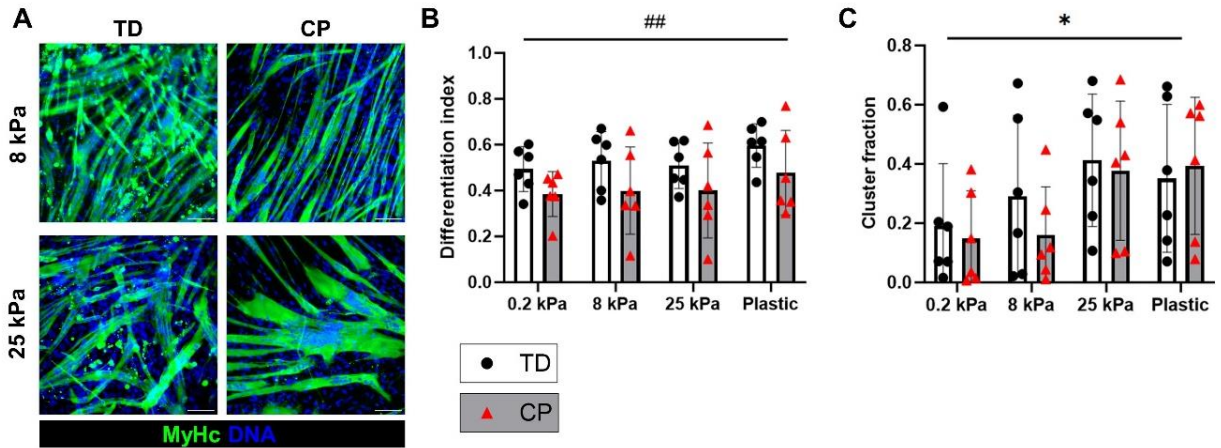 A
TD
CP
8 kPa
25 kPa
MyHc DNA
B
##
Differentiation index
1.0
0.8
0.6
0.4
0.2
0.0
0.2 kPa 8 kPa 25 kPa Plastic
TD
CP
C
*
Cluster fraction
0.8
0.6
0.4
0.2
0.0
0.2 kPa 8 kPa 25 kPa Plastic